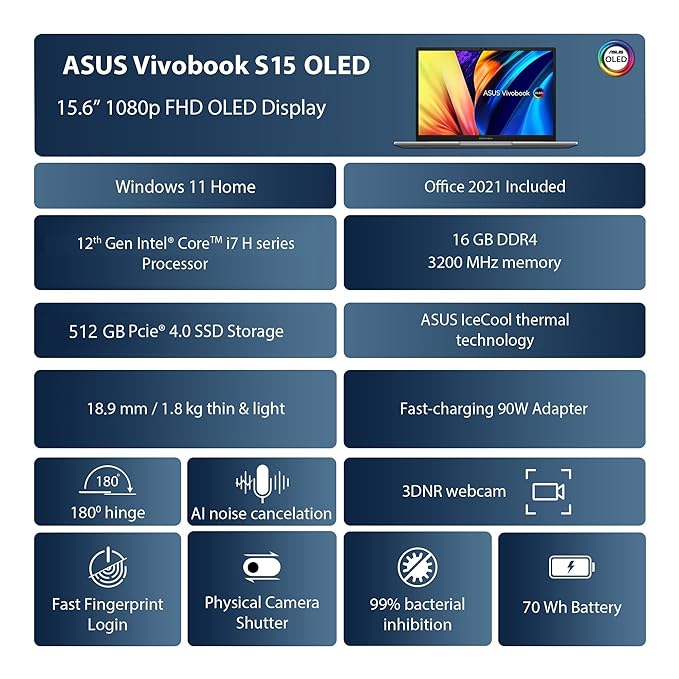 ASUS Vivobook S15 OLED
15.6” 1080p FHD OLED Display
ASUS Vivobook OLED
ASUS
OLED
Windows 11 Home
Office 2021 Included
12th Gen Intel® Core™ i7 H series
Processor
16 GB DDR4
3200 MHz memory
512 GB Pcie® 4.0 SSD Storage
ASUS IceCool thermal
technology
18.9 mm / 1.8 kg thin & light
Fast-charging 90W Adapter
180°
180⁰ hinge
AI noise cancelation
3DNR webcam
Fast Fingerprint
Login
Physical Camera
Shutter
99% bacterial
inhibition
70 Wh Battery